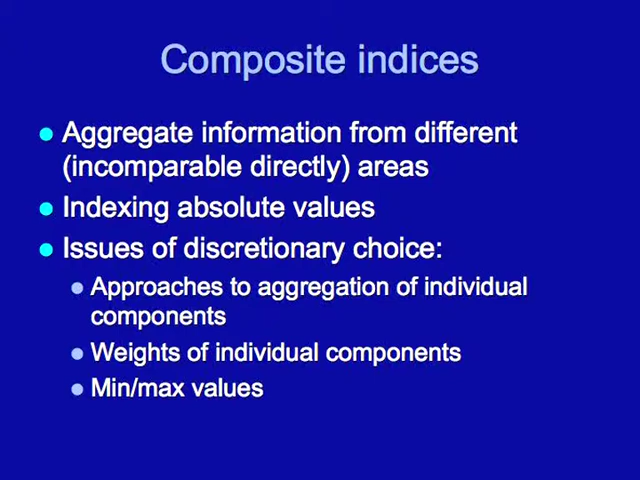 Composite indices
Aggregate information from different
(incomparable directly) areas
Indexing absolute values
Issues of discretionary choice:
Approaches to aggregation of individual
components
Weights of individual components
Min/max values